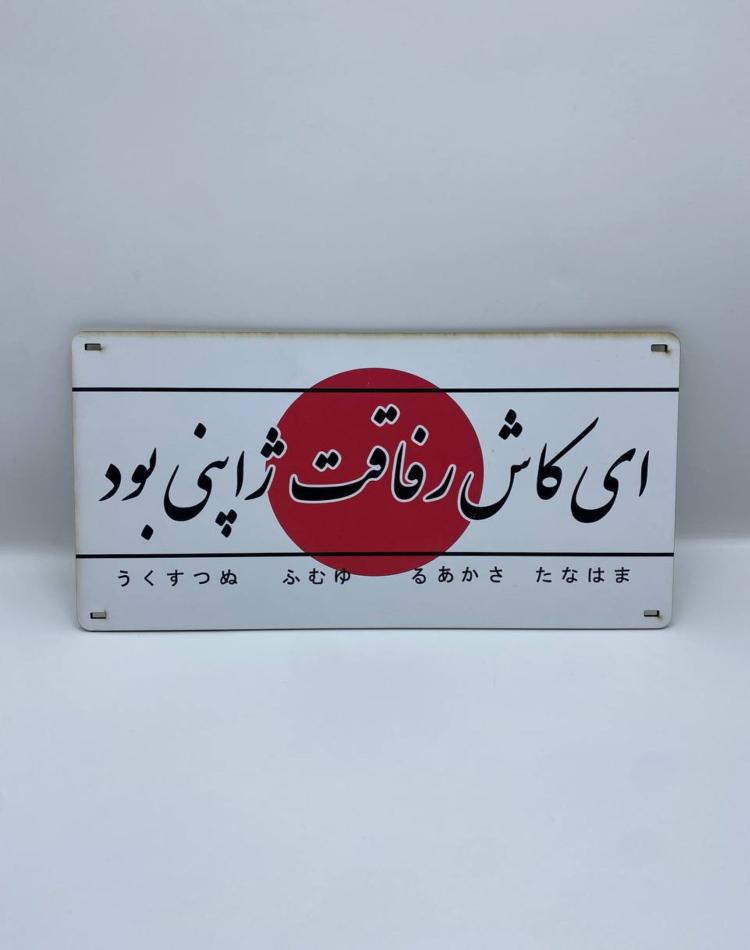 ای کاش رفاقت ژاپنی بود
うくすつぬ ふむゆ るあかさ たなはま